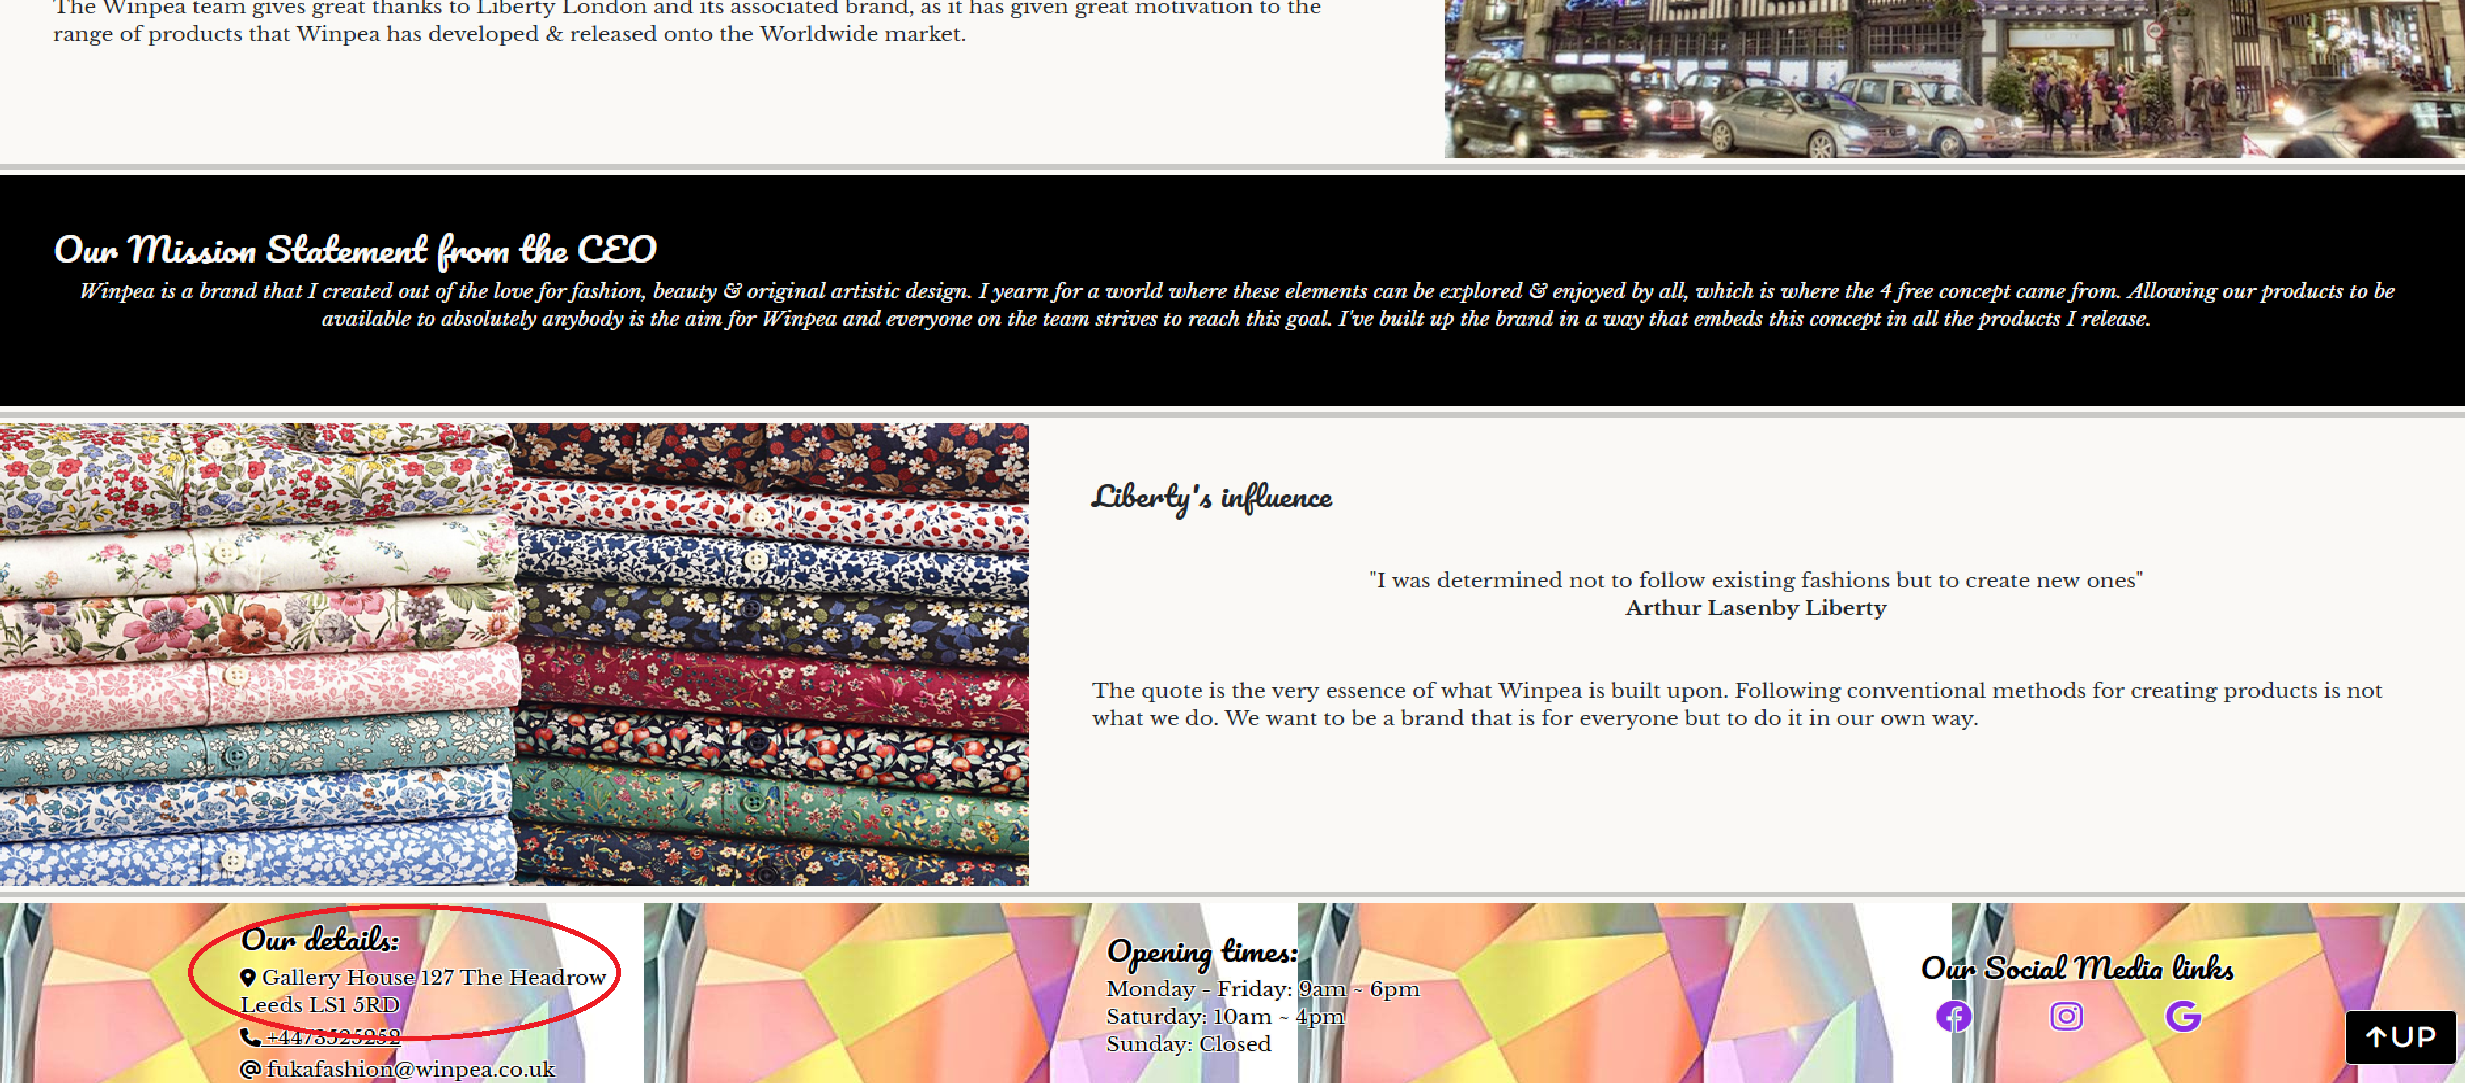 The Winpea team gives great thanks to Liberty London and its associated brand, as it has given great motivation to the
range of products that Winpea has developed & released onto the Worldwide market.
Our Mission Statement from the CEO
Winpea is a brand that I created out of the love for fashion, beauty & original artistic design. I yearn for a world where these elements can be explored & enjoyed by all, which is where the 4 free concept came from. Allowing our products to be
available to absolutely anybody is the aim for Winpea and everyone on the team strives to reach this goal. I've built up the brand in a way that embeds this concept in all the products I release.
Liberty's influence
"I was determined not to follow existing fashions but to create new ones"
Arthur Lasenby Liberty
The quote is the very essence of what Winpea is built upon. Following conventional methods for creating products is not
what we do. We want to be a brand that is for everyone but to do it in our own way.
Our details:
Gallery House 127 The Headrow
Leeds LS1 5RD
+4473525252
@ fukafashion@winpea.co.uk
Opening times:
Monday - Friday: 9am ~ 6pm
Saturday: 10am ~ 4pm
Sunday: Closed
Our Social Media links
↑UP